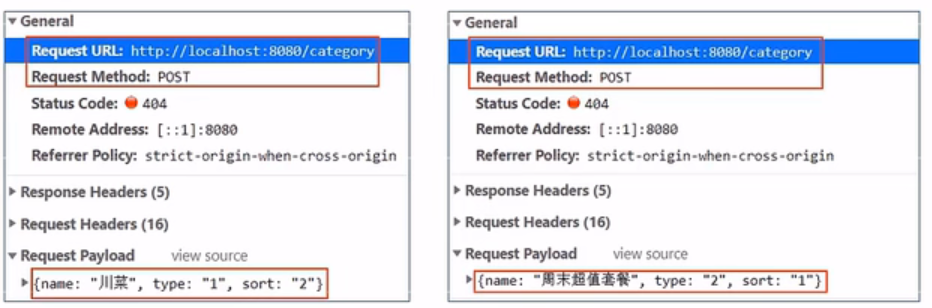 General
Request URL: http://localhost:8080/category
Request Method: POST
Status Code: 404
Remote Address: [::1]:8080
Referrer Policy: strict-origin-when-cross-origin
Response Headers (5)
Request Headers (16)
Request Payload view source
{name: "川菜", type: "1", sort: "2"}
General
Request URL: http://localhost:8080/category
Request Method: POST
Status Code: 404
Remote Address: [::1]:8080
Referrer Policy: strict-origin-when-cross-origin
Response Headers (5)
Request Headers (16)
Request Payload view source
{name: "周末超值套餐", type: "2", sort: "1"}